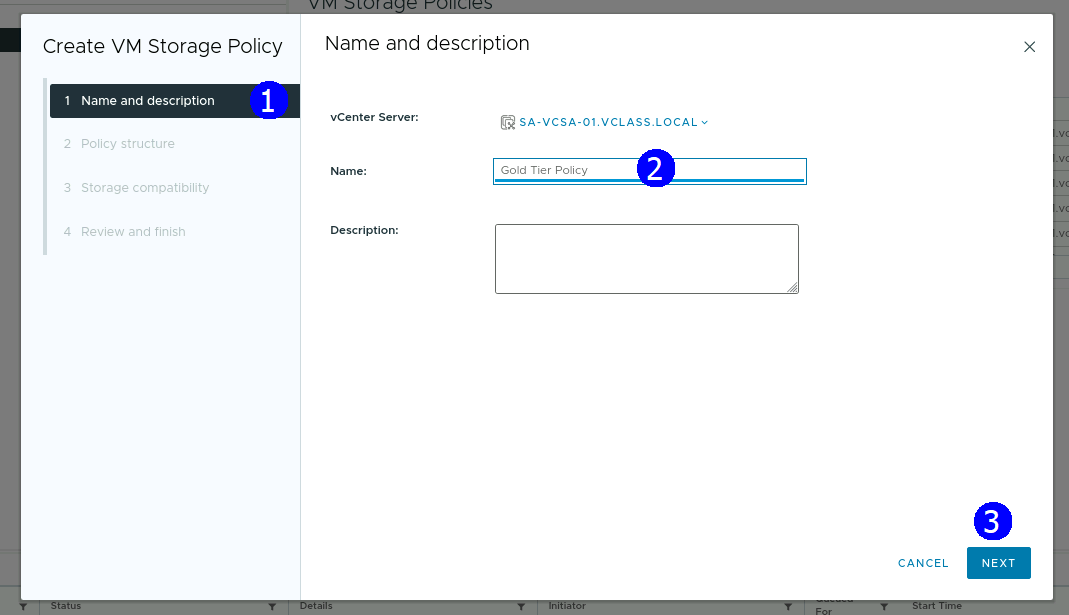 VM Storage Policies
Create VM Storage Policy
1 Name and description
1
2 Policy structure
3 Storage compatibility
4 Review and finish
Name and description
vCenter Server:
SA-VCSA-01.VCLASS.LOCAL
Name:
Gold Tier Policy
2
Description:
3
CANCEL
NEXT
Status
Details
Initiator
Queued
For
Start Time